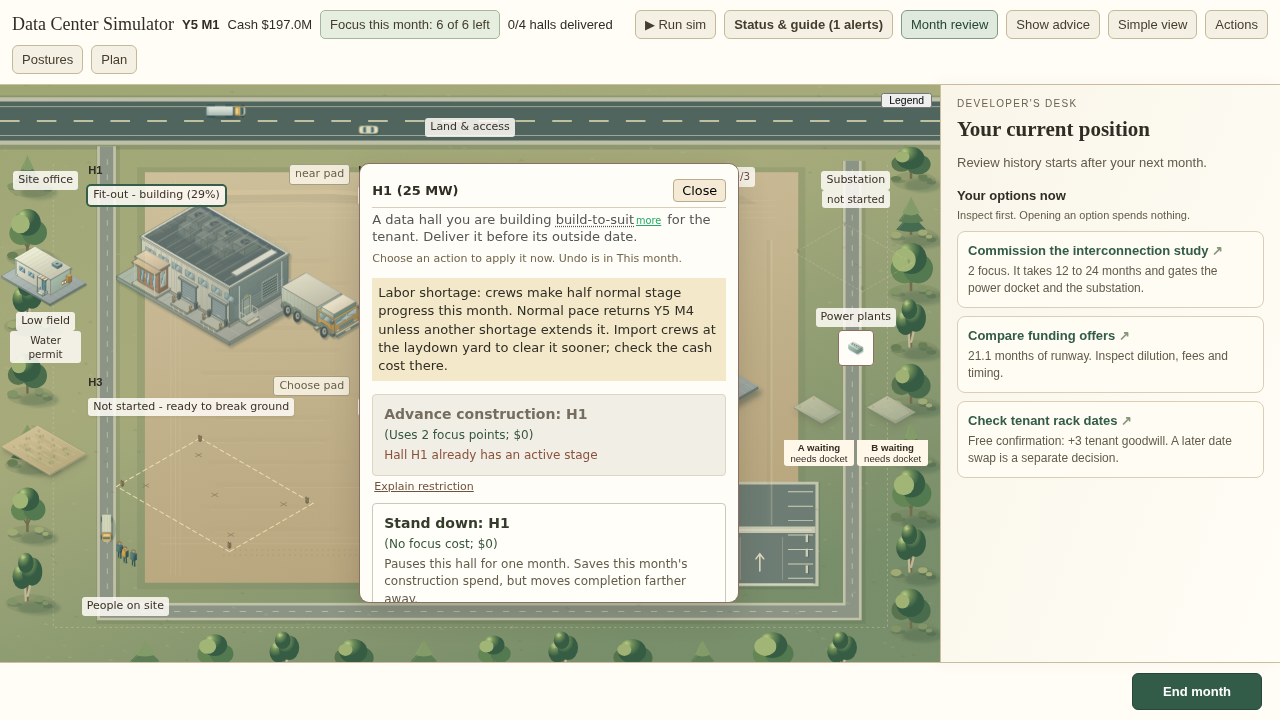 Data Center Simulator Y5 M1 Cash $197.0M Focus this month: 6 of 6 left 0/4 halls delivered ▶ Run sim Status & guide (1 alerts) Month review Show advice Simple view Actions
Postures Plan
Legend
Land & access
H1
near pad
/3
Site office
Fit-out - building (29%)
Substation
not started
Low field
Water
permit
Power plants
H3
Choose pad
Not started - ready to break ground
A waiting
needs docket
B waiting
needs docket
People on site
H1 (25 MW)
Close
A data hall you are building build-to-suit more for the
tenant. Deliver it before its outside date.
Choose an action to apply it now. Undo is in This month.
Labor shortage: crews make half normal stage
progress this month. Normal pace returns Y5 M4
unless another shortage extends it. Import crews at
the laydown yard to clear it sooner; check the cash
cost there.
Advance construction: H1
(Uses 2 focus points; $0)
Hall H1 already has an active stage
Explain restriction
Stand down: H1
(No focus cost; $0)
Pauses this hall for one month. Saves this month's
construction spend, but moves completion farther
away.
DEVELOPER'S DESK
Your current position
Review history starts after your next month.
Your options now
Inspect first. Opening an option spends nothing.
Commission the interconnection study ↗
2 focus. It takes 12 to 24 months and gates the
power docket and the substation.
Compare funding offers ↗
21.1 months of runway. Inspect dilution, fees and
timing.
Check tenant rack dates ↗
Free confirmation: +3 tenant goodwill. A later date
swap is a separate decision.
End month